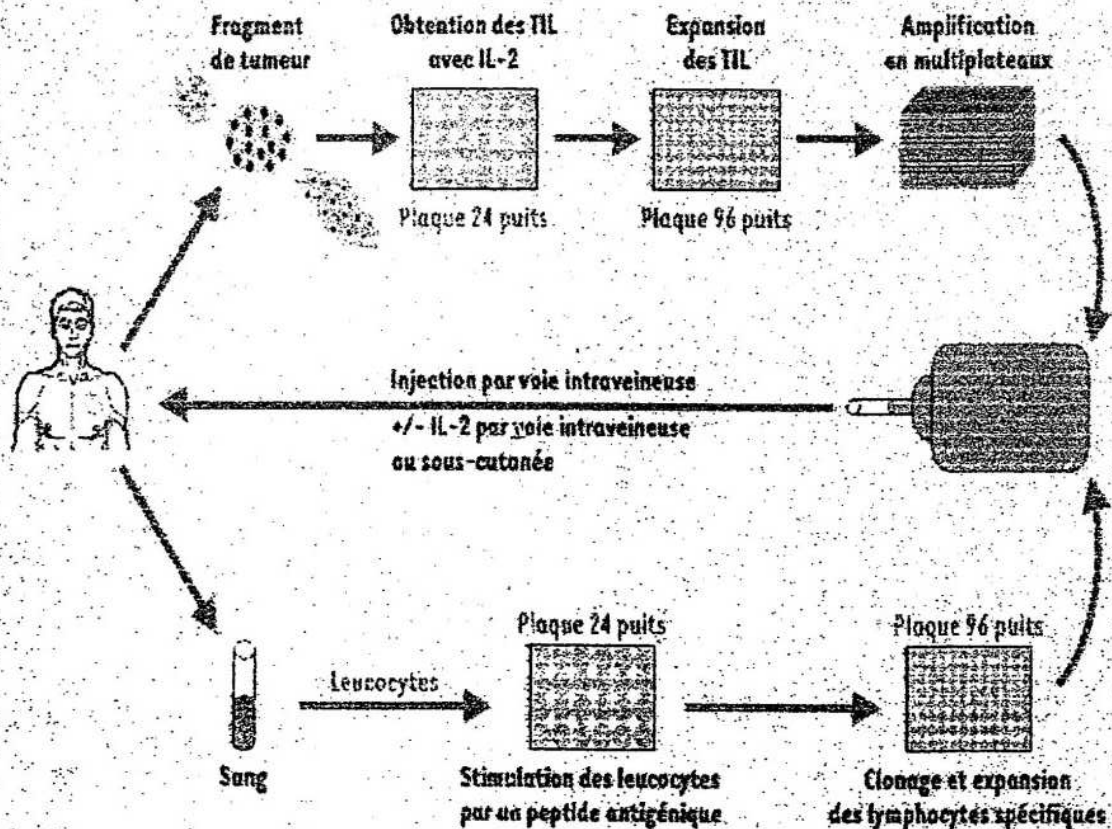 Fragment
de tumeur
Obtention des TIL
avec IL-2
Expansion
des TIL
Amplification
en multiplateaux
Plaque 24 puits
Plaque 96 puits
Injection par voie intraveineuse
+/- IL-2 par voie intraveineuse
ou sous-cutanée
Plaque 24 puits
Plaque 96 puits
Leucocytes
Sang
Stimulation des leucocytes
par un peptide antigénique
Clonage et expansion
des lymphocytes spécifiques